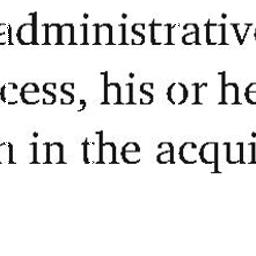 administrative
cess, his or he
n in the acqui